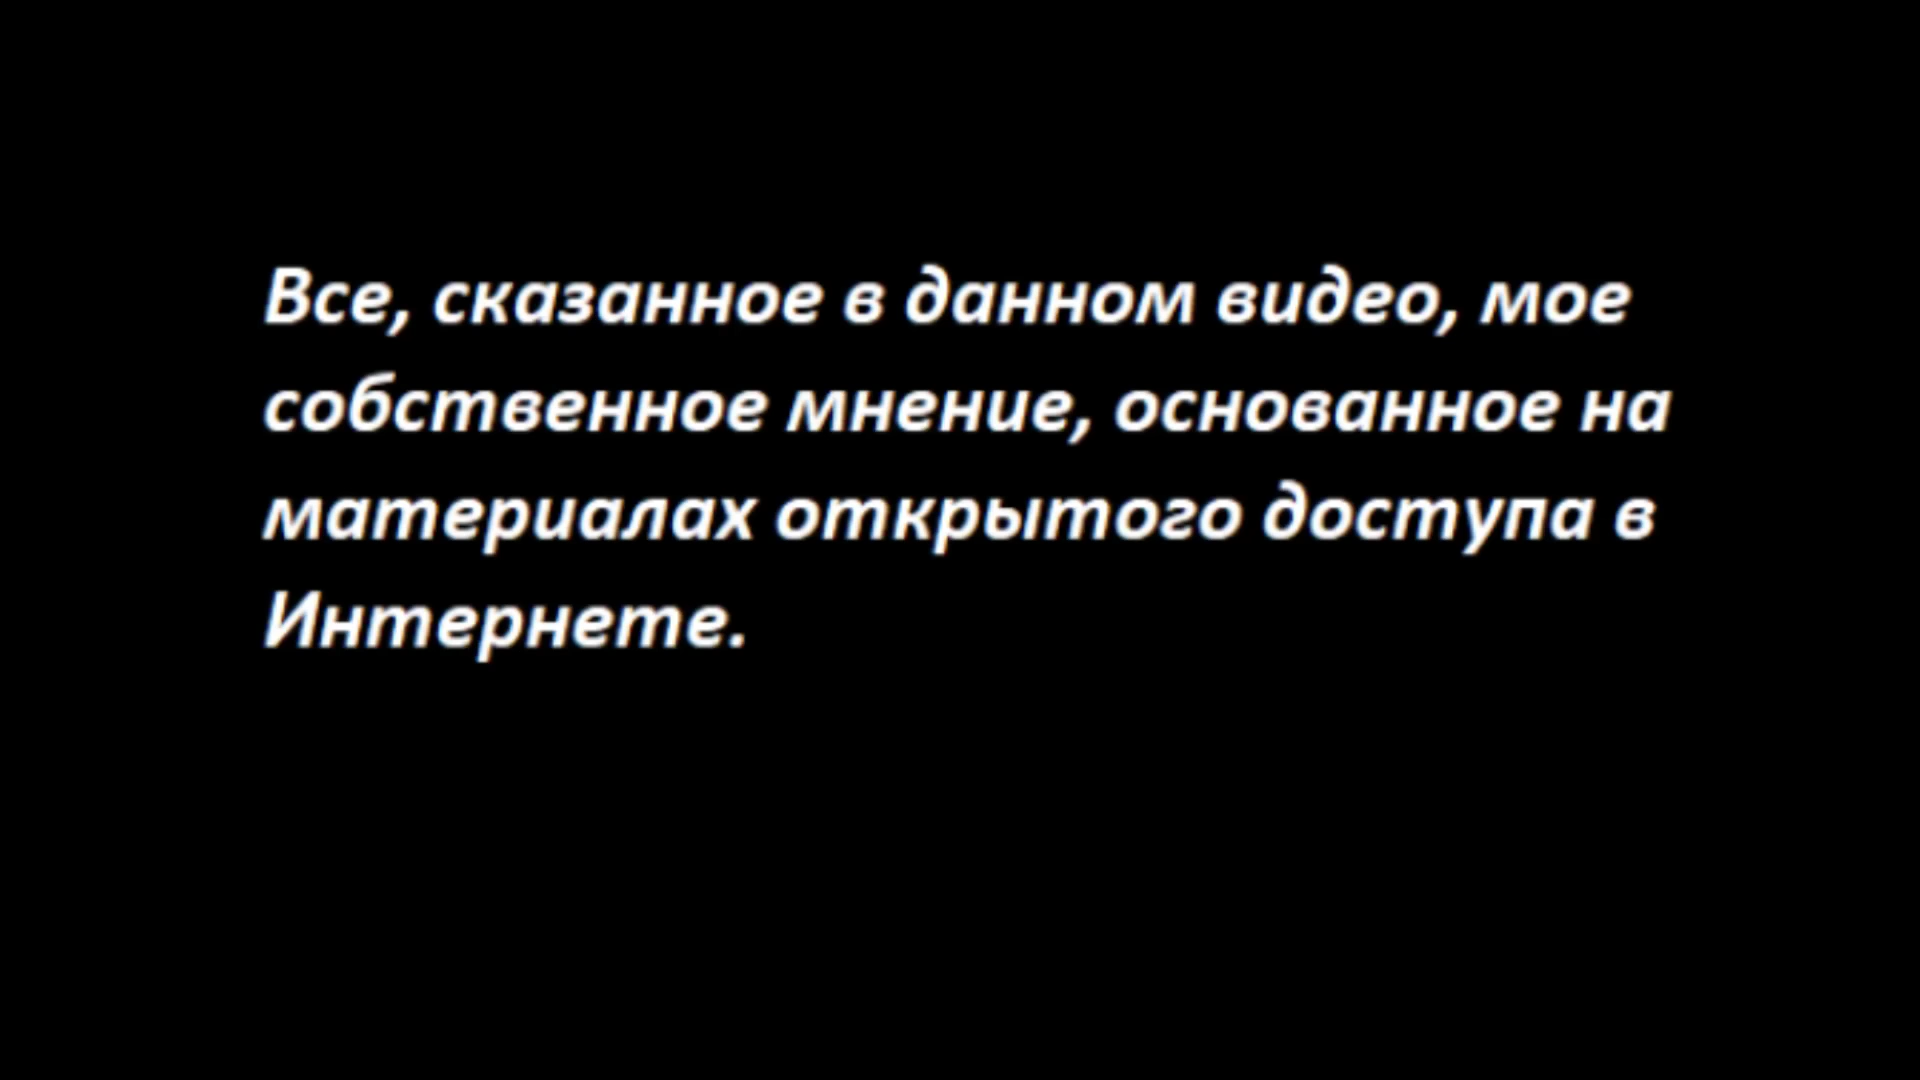 Все, сказанное в данном видео, мое
собственное мнение, основанное на
материалах открытого доступа в
Интернете.